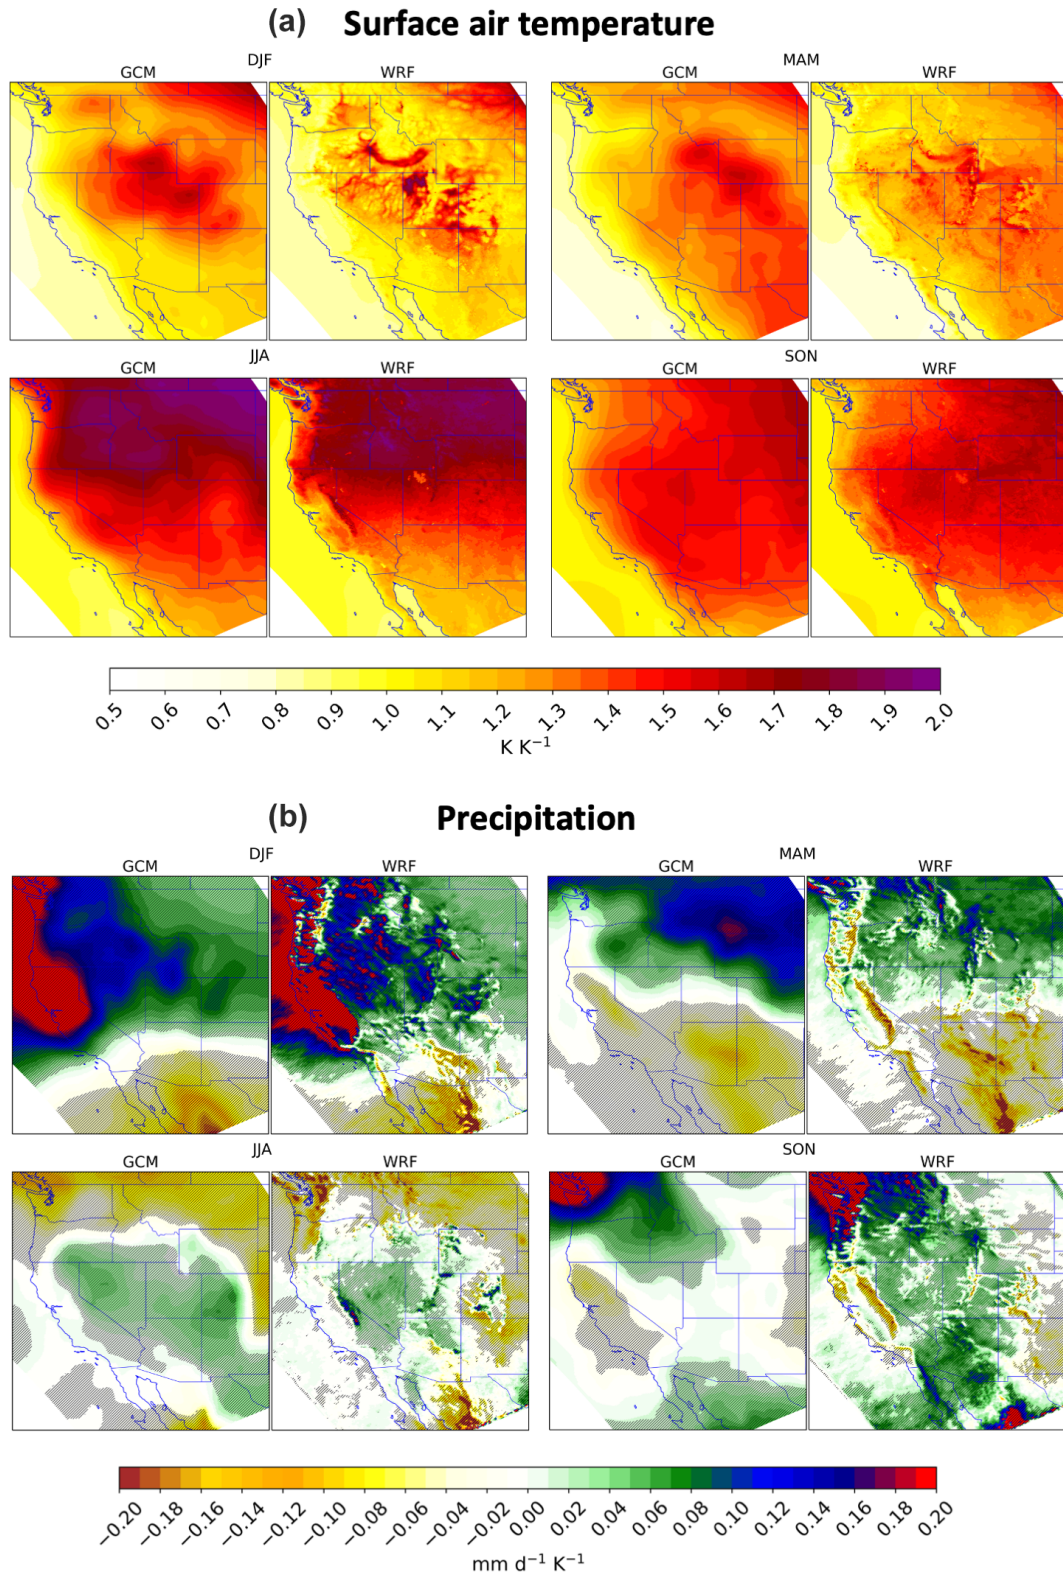 (a) Surface air temperature
DJF
MAM
GCM
WRF
GCM
WRF
JJA
SON
GCM
WRF
GCM
WRF
0.5 0.6 0.7 0.8 0.9 1.0 1.1 1.2 1.3 1.4 1.5 1.6 1.7 1.8 1.9 2.0
K K⁻¹
(b) Precipitation
DJF
MAM
GCM
WRF
GCM
WRF
JJA
SON
GCM
WRF
GCM
WRF
−0.20 −0.18 −0.16 −0.14 −0.12 −0.10 −0.08 −0.06 −0.04 −0.02 0.00 0.02 0.04 0.06 0.08 0.10 0.12 0.14 0.16 0.18 0.20
mm d⁻¹ K⁻¹